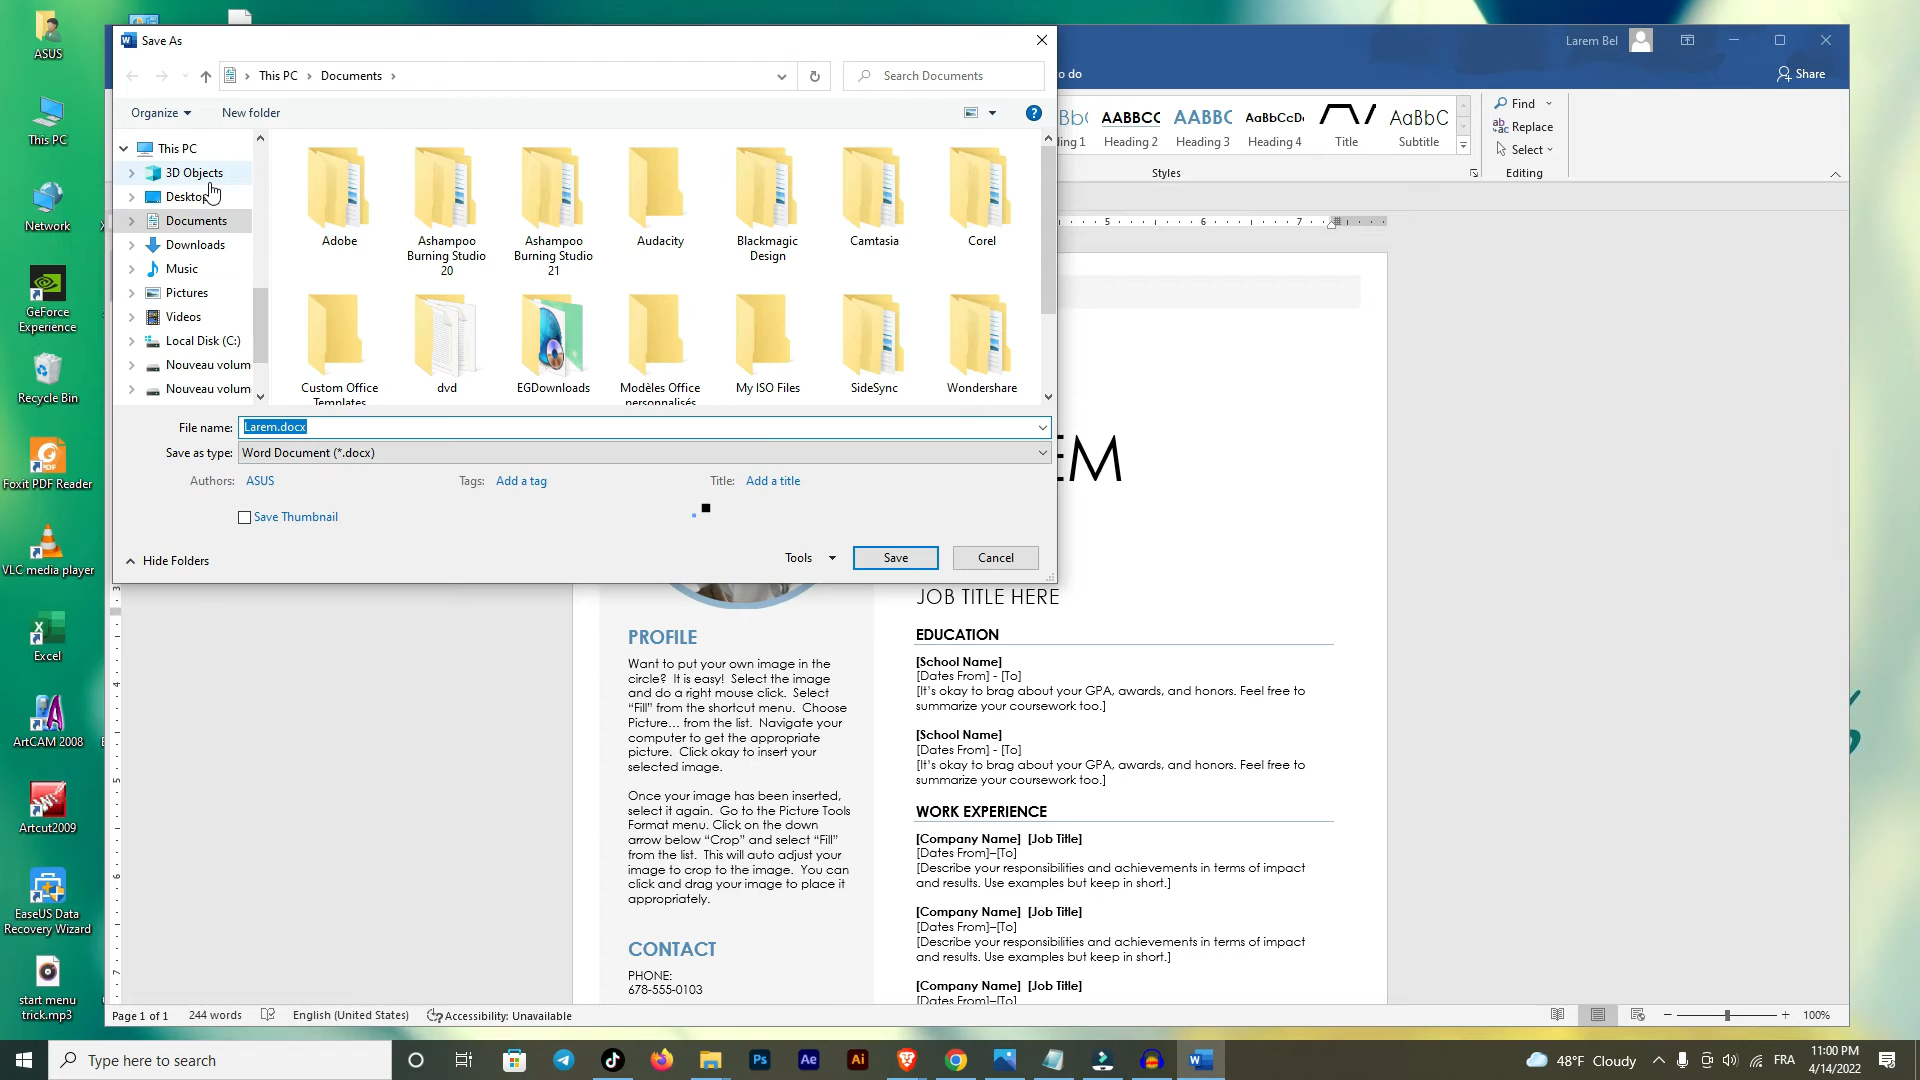 ASUS
This PC
Network
GeForce
Experience
Recycle Bin
Foxit PDF Reader
VLC media player
Excel
ArtCAM 2008
Artcut2009
EaseUS Data
Recovery Wizard
start menu
trick.mp3
Save As
This PC > Documents >
Search Documents
Organize
New folder
This PC
3D Objects
Desktop
Documents
Downloads
Music
Pictures
Videos
Local Disk (C:)
Nouveau volum
Nouveau volum
Adobe
Ashampoo
Burning Studio
20
Ashampoo
Burning Studio
21
Audacity
Blackmagic
Design
Camtasia
Corel
Custom Office
Templates
dvd
EGDownloads
Modèles Office
personnalisés
My ISO Files
SideSync
Wondershare
File name: Larem.docx
Save as type: Word Document (*.docx)
Authors: ASUS
Tags: Add a tag
Title: Add a title
Save Thumbnail
Hide Folders
Tools
Save
Cancel
Larem Bel
o do
Share
AABBCC
AABBC
AaBbCcDc
AaBbC
ing 1
Heading 2
Heading 3
Heading 4
Title
Subtitle
Styles
Find
Replace
Select
Editing
5 6 7
EM
JOB TITLE HERE
PROFILE
Want to put your own image in the
circle? It is easy! Select the image
and do a right mouse click. Select
“Fill” from the shortcut menu. Choose
Picture… from the list. Navigate your
computer to get the appropriate
picture. Click okay to insert your
selected image.
Once your image has been inserted,
select it again. Go to the Picture Tools
Format menu. Click on the down
arrow below “Crop” and select “Fill”
from the list. This will auto adjust your
image to crop to the image. You can
click and drag your image to place it
appropriately.
CONTACT
PHONE:
678-555-0103
EDUCATION
[School Name]
[Dates From] - [To]
[It’s okay to brag about your GPA, awards, and honors. Feel free to
summarize your coursework too.]
[School Name]
[Dates From] - [To]
[It’s okay to brag about your GPA, awards, and honors. Feel free to
summarize your coursework too.]
WORK EXPERIENCE
[Company Name] [Job Title]
[Dates From]–[To]
[Describe your responsibilities and achievements in terms of impact
and results. Use examples but keep in short.]
[Company Name] [Job Title]
[Dates From]–[To]
[Describe your responsibilities and achievements in terms of impact
and results. Use examples but keep in short.]
[Company Name] [Job Title]
[Dates From]–[To]
Page 1 of 1
244 words
English (United States)
Accessibility: Unavailable
100%
Type here to search
48°F Cloudy
FRA
11:00 PM
4/14/2022